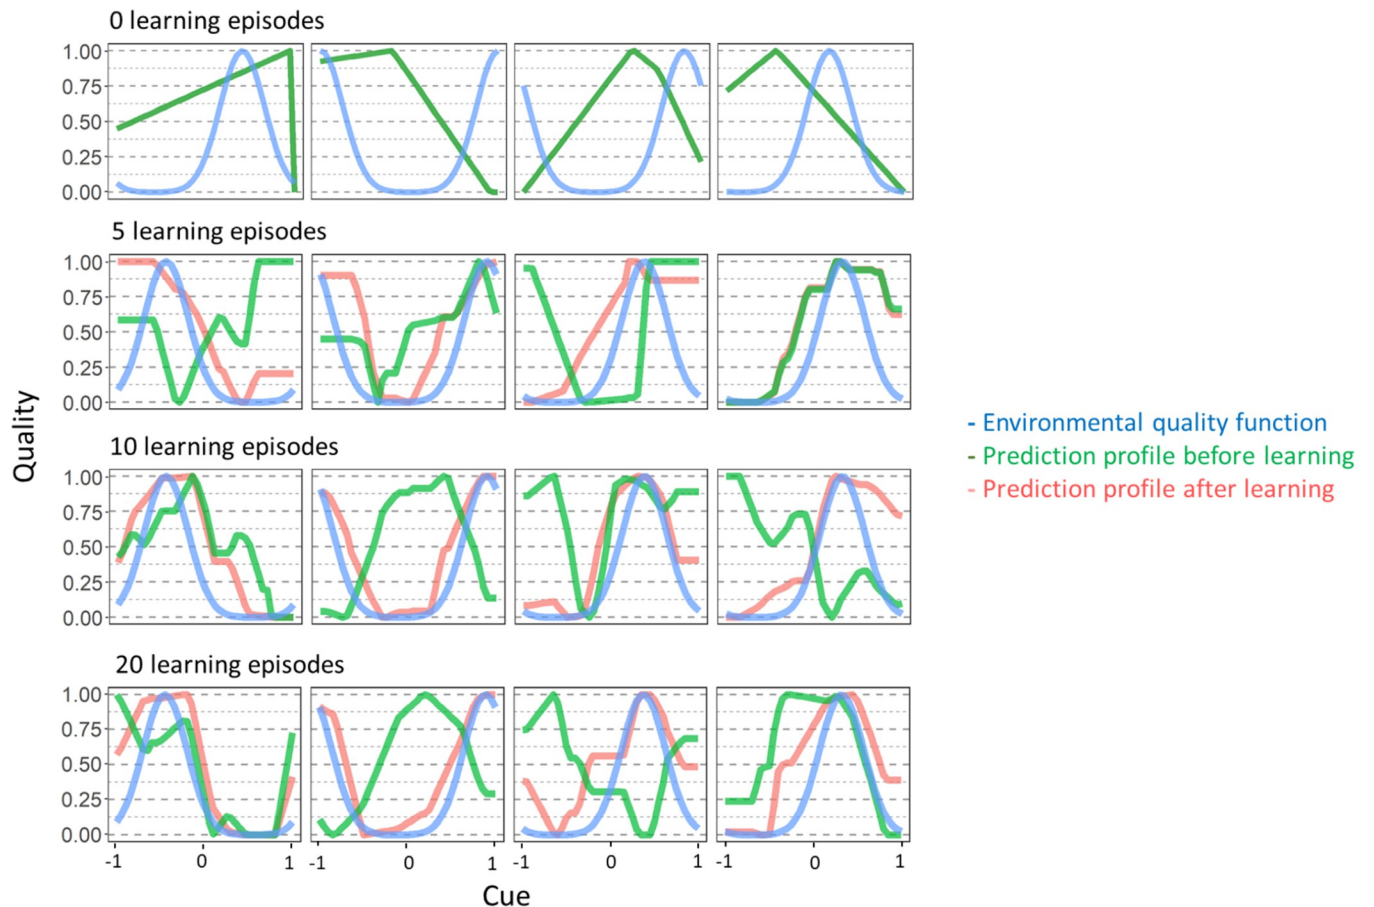 0 learning episodes
1.00
0.75
0.50
0.25
0.00
5 learning episodes
1.00
0.75
0.50
0.25
0.00
10 learning episodes
1.00
0.75
0.50
0.25
0.00
20 learning episodes
1.00
0.75
0.50
0.25
0.00
-1 0 1 -1 0 1 -1 0 1 -1 0 1
Cue
Quality
- Environmental quality function
- Prediction profile before learning
- Prediction profile after learning